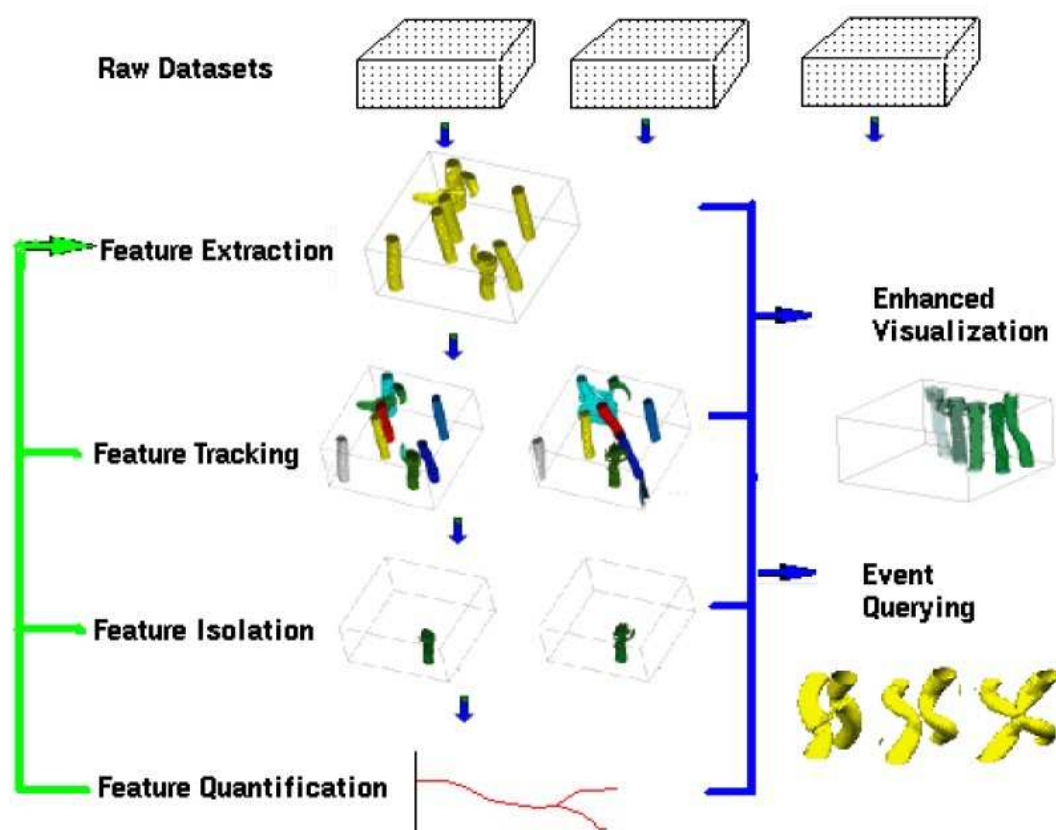 Raw Datasets
Feature Extraction
Enhanced
Visualization
Feature Tracking
Event
Querying
Feature Isolation
Feature Quantification